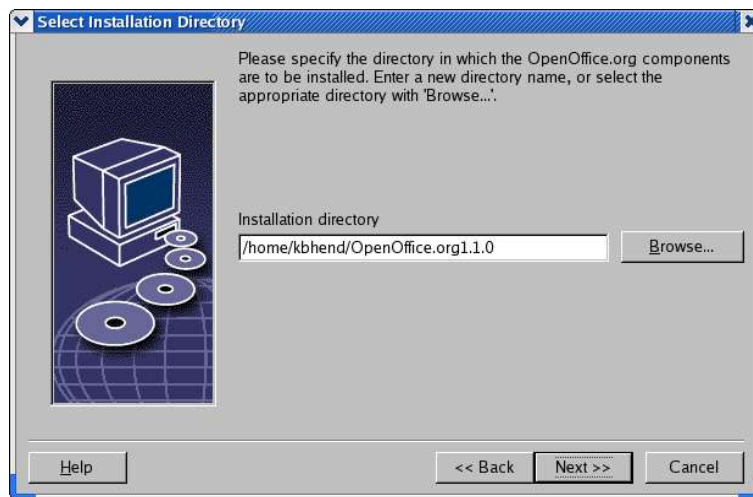 Select Installation Directory
Please specify the directory in which the OpenOffice.org components
are to be installed. Enter a new directory name, or select the
appropriate directory with 'Browse...'.
Installation directory
/home/kbhend/OpenOffice.org1.1.0
Browse...
Help
<< Back
Next >>
Cancel